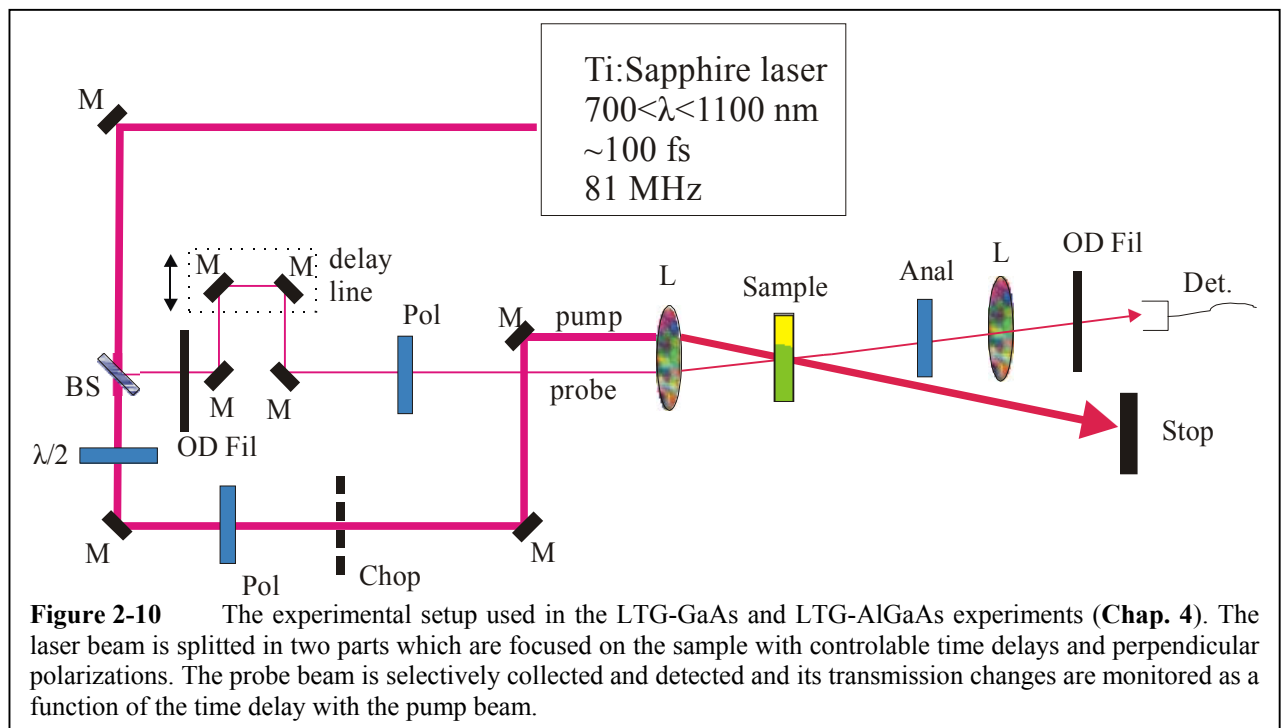 Ti:Sapphire laser
700<λ<1100 nm
~100 fs
81 MHz
M
M
M
delay
line
Pol
M
pump
L
Sample
Anal
L
OD Fil
Det.
BS
M
M
OD Fil
probe
Stop
λ/2
M
Pol
Chop
M
Figure 2-10 The experimental setup used in the LTG-GaAs and LTG-AlGaAs experiments (Chap. 4). The
laser beam is splitted in two parts which are focused on the sample with controlable time delays and perpendicular
polarizations. The probe beam is selectively collected and detected and its transmission changes are monitored as a
function of the time delay with the pump beam.